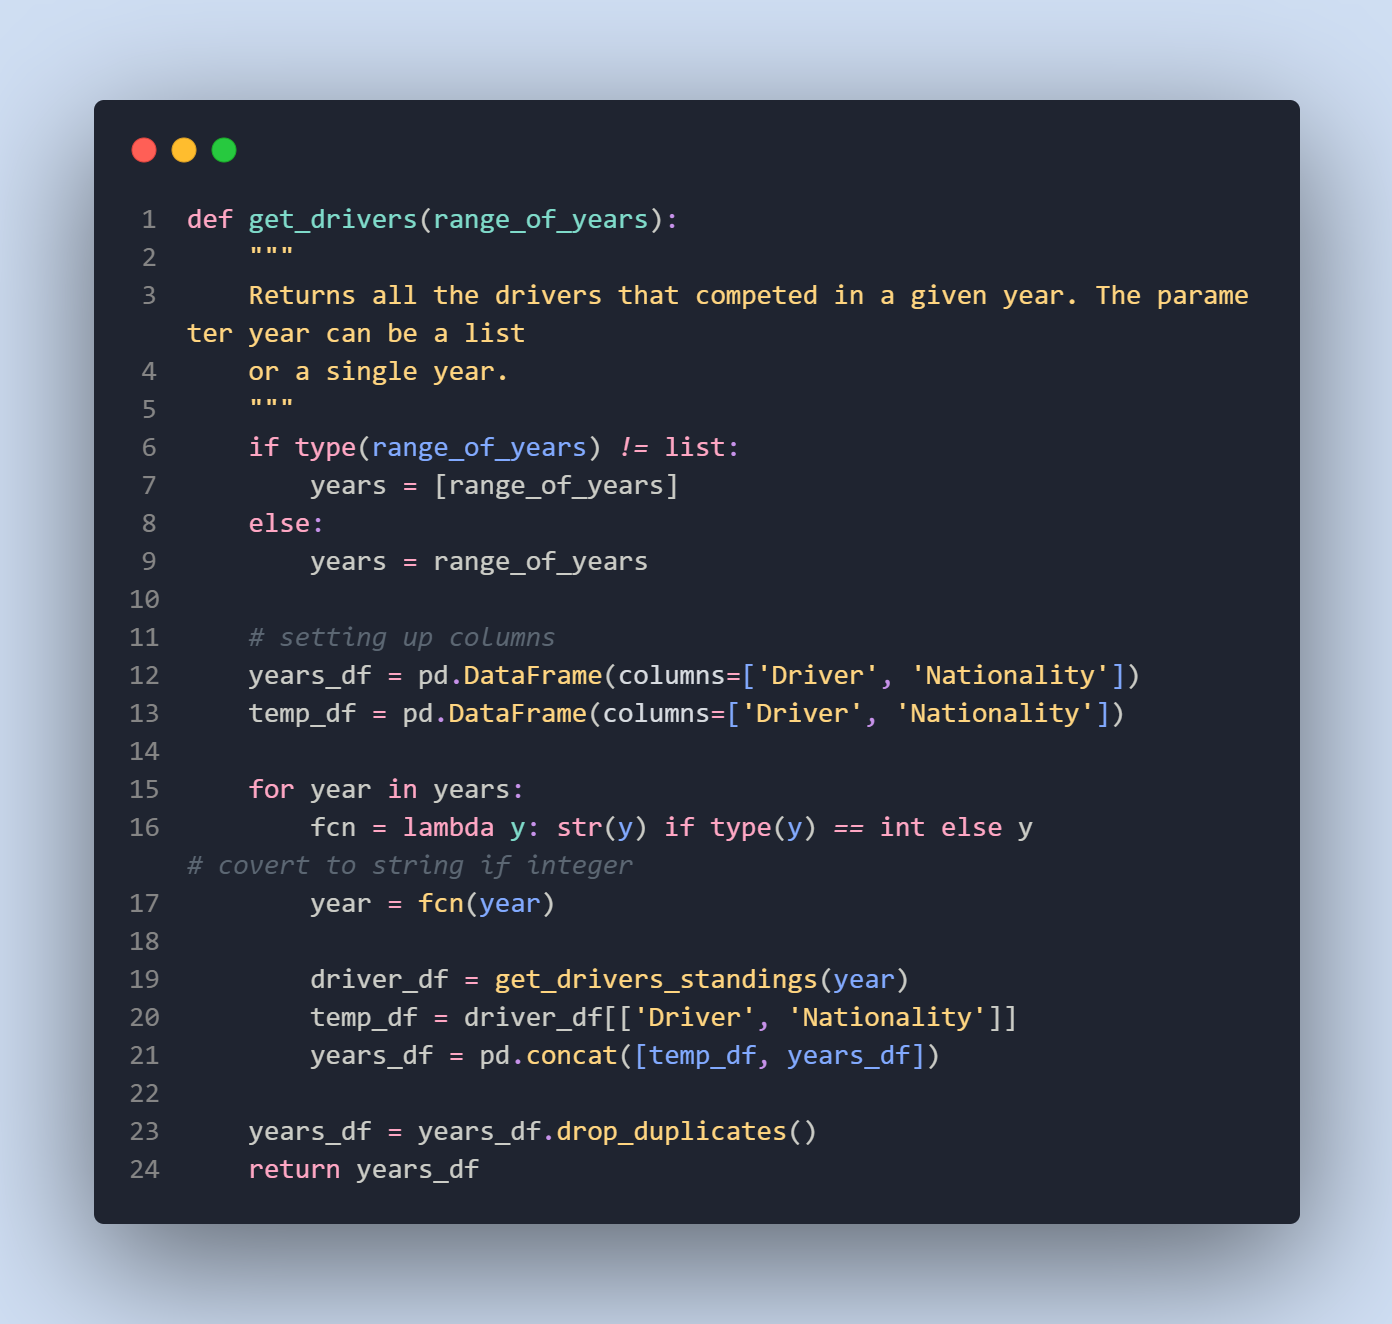 1 def get_drivers(range_of_years):
2     """
3     Returns all the drivers that competed in a given year. The parame
ter year can be a list
4     or a single year.
5     """
6     if type(range_of_years) != list:
7         years = [range_of_years]
8     else:
9         years = range_of_years
10
11     # setting up columns
12     years_df = pd.DataFrame(columns=['Driver', 'Nationality'])
13     temp_df = pd.DataFrame(columns=['Driver', 'Nationality'])
14
15     for year in years:
16         fcn = lambda y: str(y) if type(y) == int else y
# covert to string if integer
17         year = fcn(year)
18
19         driver_df = get_drivers_standings(year)
20         temp_df = driver_df[['Driver', 'Nationality']]
21         years_df = pd.concat([temp_df, years_df])
22
23     years_df = years_df.drop_duplicates()
24     return years_df